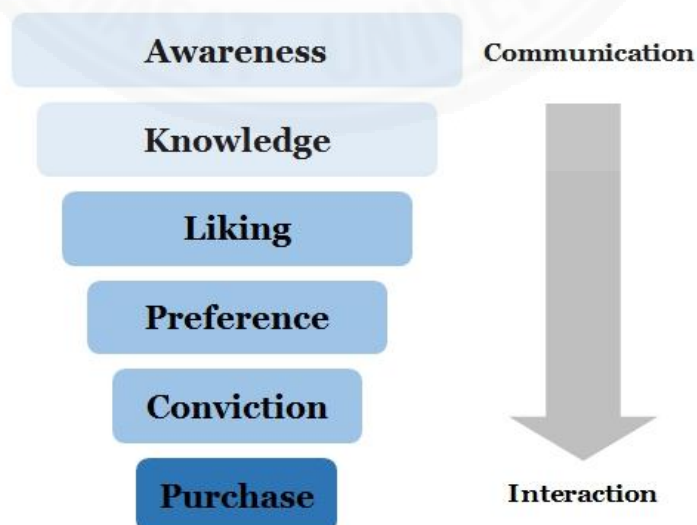 Awareness
Communication
Knowledge
Liking
Preference
Conviction
Purchase
Interaction